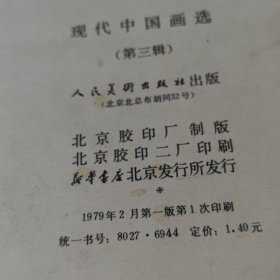 现代中国画选
（第三辑）
人民美术出版社出版
（北京北总布胡同32号）
北京胶印厂制版
北京胶印二厂印刷
新华书店北京发行所发行
*
1979年2月第一版第1次印刷
统一书号：8027·6944 定价：1.40元